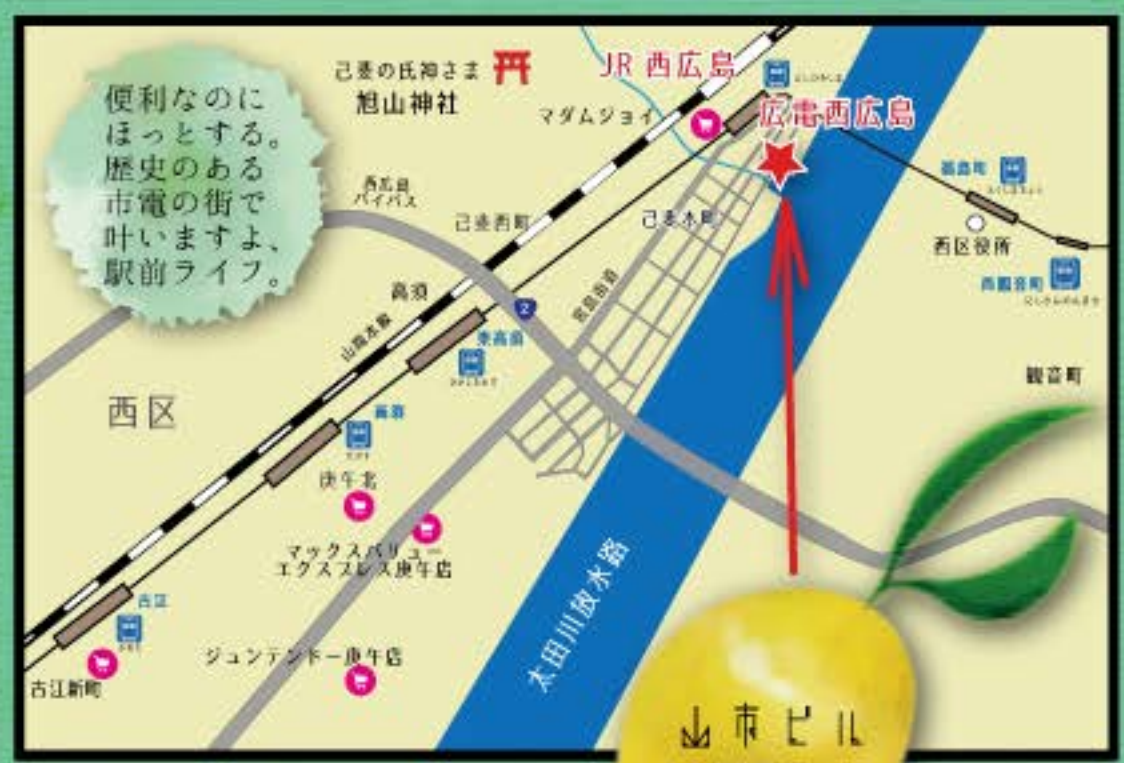 便利なのに
ほっとする。
歴史のある
市電の街で
叶いますよ、
駅前ライフ。
己斐の氏神さま
旭山神社
JR 西広島
マダムジョイ
広電西広島
西広島
バイパス
己斐西町
己斐本町
福島町
西区役所
西観音町
観音町
高須
2
宮島街道
山陽本線
東高須
西区
高須
庚午北
マックスバリュー
エクスプレス庚午店
太田川放水路
古江
ジュンテンドー庚午店
古江新町
山市ビル